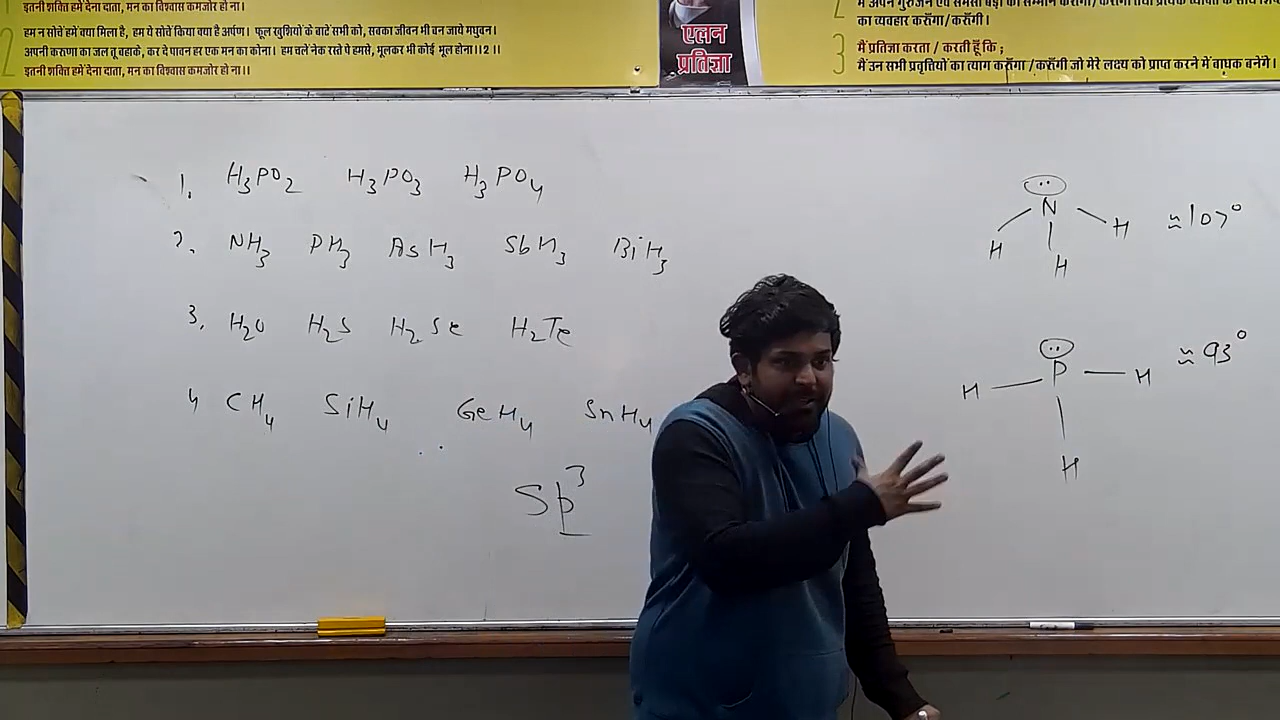 इतनी शक्ति हमें देना दाता, मन का विश्वास कमजोर हो ना।
2
हम न सोचें हमें क्या मिला है, हम ये सोचें किया क्या है अर्पण। फूल खुशियों के बाटें सभी को, सबका जीवन भी बन जाये मधुवन।
अपनी करुणा का जल तू बहाके, कर दे पावन हर एक मन का कोना। हम चलें नेक रस्ते पे हमसे, भूलकर भी कोई भूल होना।।2।।
इतनी शक्ति हमें देना दाता, मन का विश्वास कमजोर हो ना।।
एलन
प्रतिज्ञा
2
का व्यवहार करूँगा/करूँगी।
3
मैं प्रतिज्ञा करता / करती हूँ कि ;
मैं उन सभी प्रवृत्तियों का त्याग करूँगा /करूँगी जो मेरे लक्ष्य को प्राप्त करने में बाधक बनेंगे।
1. H₃PO₂ H₃PO₃ H₃PO₄
2. NH₃ PH₃ AsH₃ SbH₃ BiH₃
3. H₂O H₂S H₂Se H₂Te
4 CH₄ SiH₄ GeH₄ SnH₄
Sp³
N
H H H
≈107°
P
H H
H
≈93°